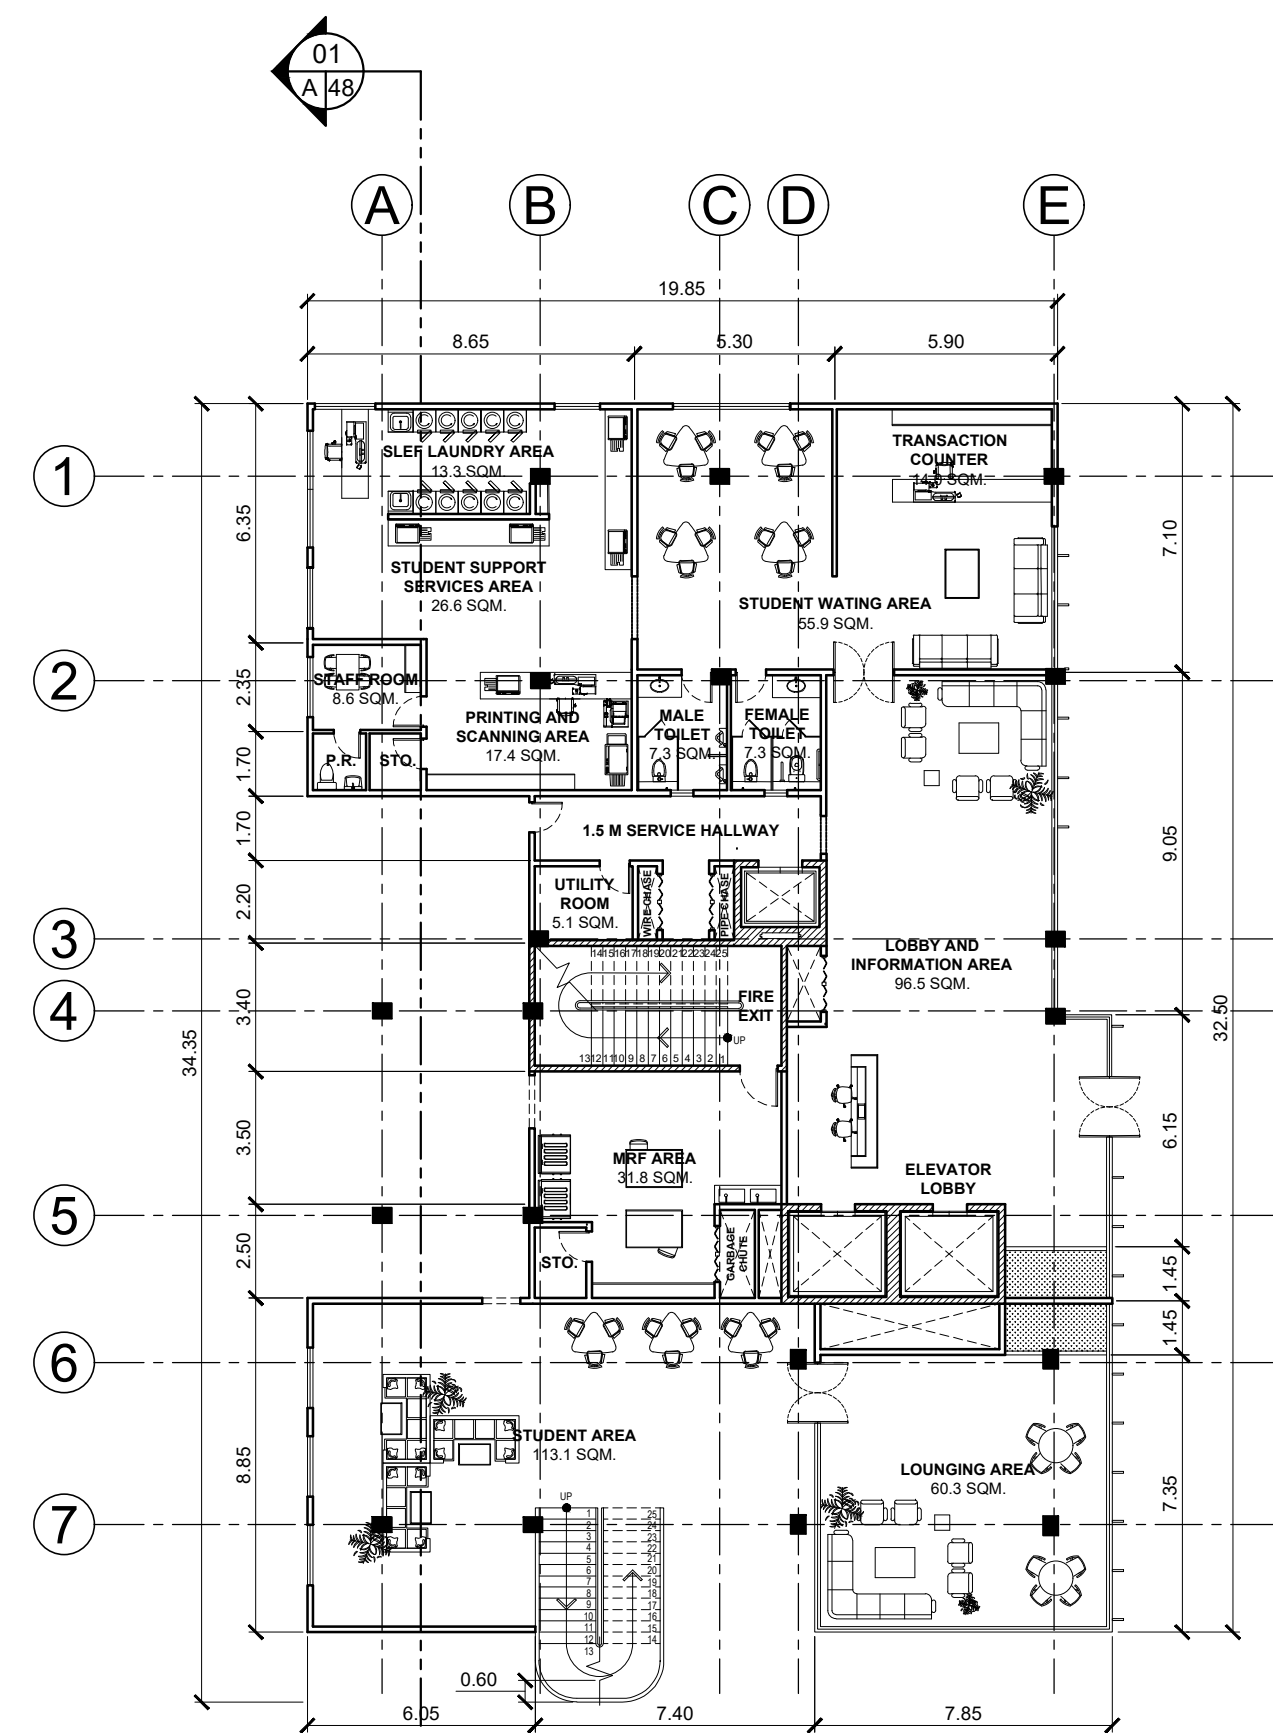 01
A 48
A
B
C
D
E
19.85
8.65
5.30
5.90
1
2
3
4
5
6
7
34.35
6.35
2.35
1.70
1.70
2.20
3.40
3.50
2.50
8.85
7.10
9.05
6.15
1.45
1.45
7.35
32.50
SLEF LAUNDRY AREA
13.3 SQM.
TRANSACTION
COUNTER
STUDENT SUPPORT
SERVICES AREA
26.6 SQM.
STUDENT WATING AREA
55.9 SQM.
STAFF ROOM
8.6 SQM.
PRINTING AND
SCANNING AREA
17.4 SQM.
MALE
TOILET
7.3 SQM.
FEMALE
TOILET
7.3 SQM.
P.R.
STO.
1.5 M SERVICE HALLWAY
UTILITY
ROOM
5.1 SQM.
WIRE CHASE
PIPE CHASE
LOBBY AND
INFORMATION AREA
96.5 SQM.
14 15 16 17 18 19 20 21 22 23 24 25
FIRE
EXIT
UP
13 12 11 10 9 8 7 6 5 4 3 2 1
MRF AREA
31.8 SQM.
ELEVATOR
LOBBY
STO.
GARBAGE
CHUTE
STUDENT AREA
113.1 SQM.
LOUNGING AREA
60.3 SQM.
UP
1 25
2 24
3 23
4 22
5 21
6 20
7 19
8 18
9 17
10 16
11 15
12 14
13
0.60
6.05
7.40
7.85